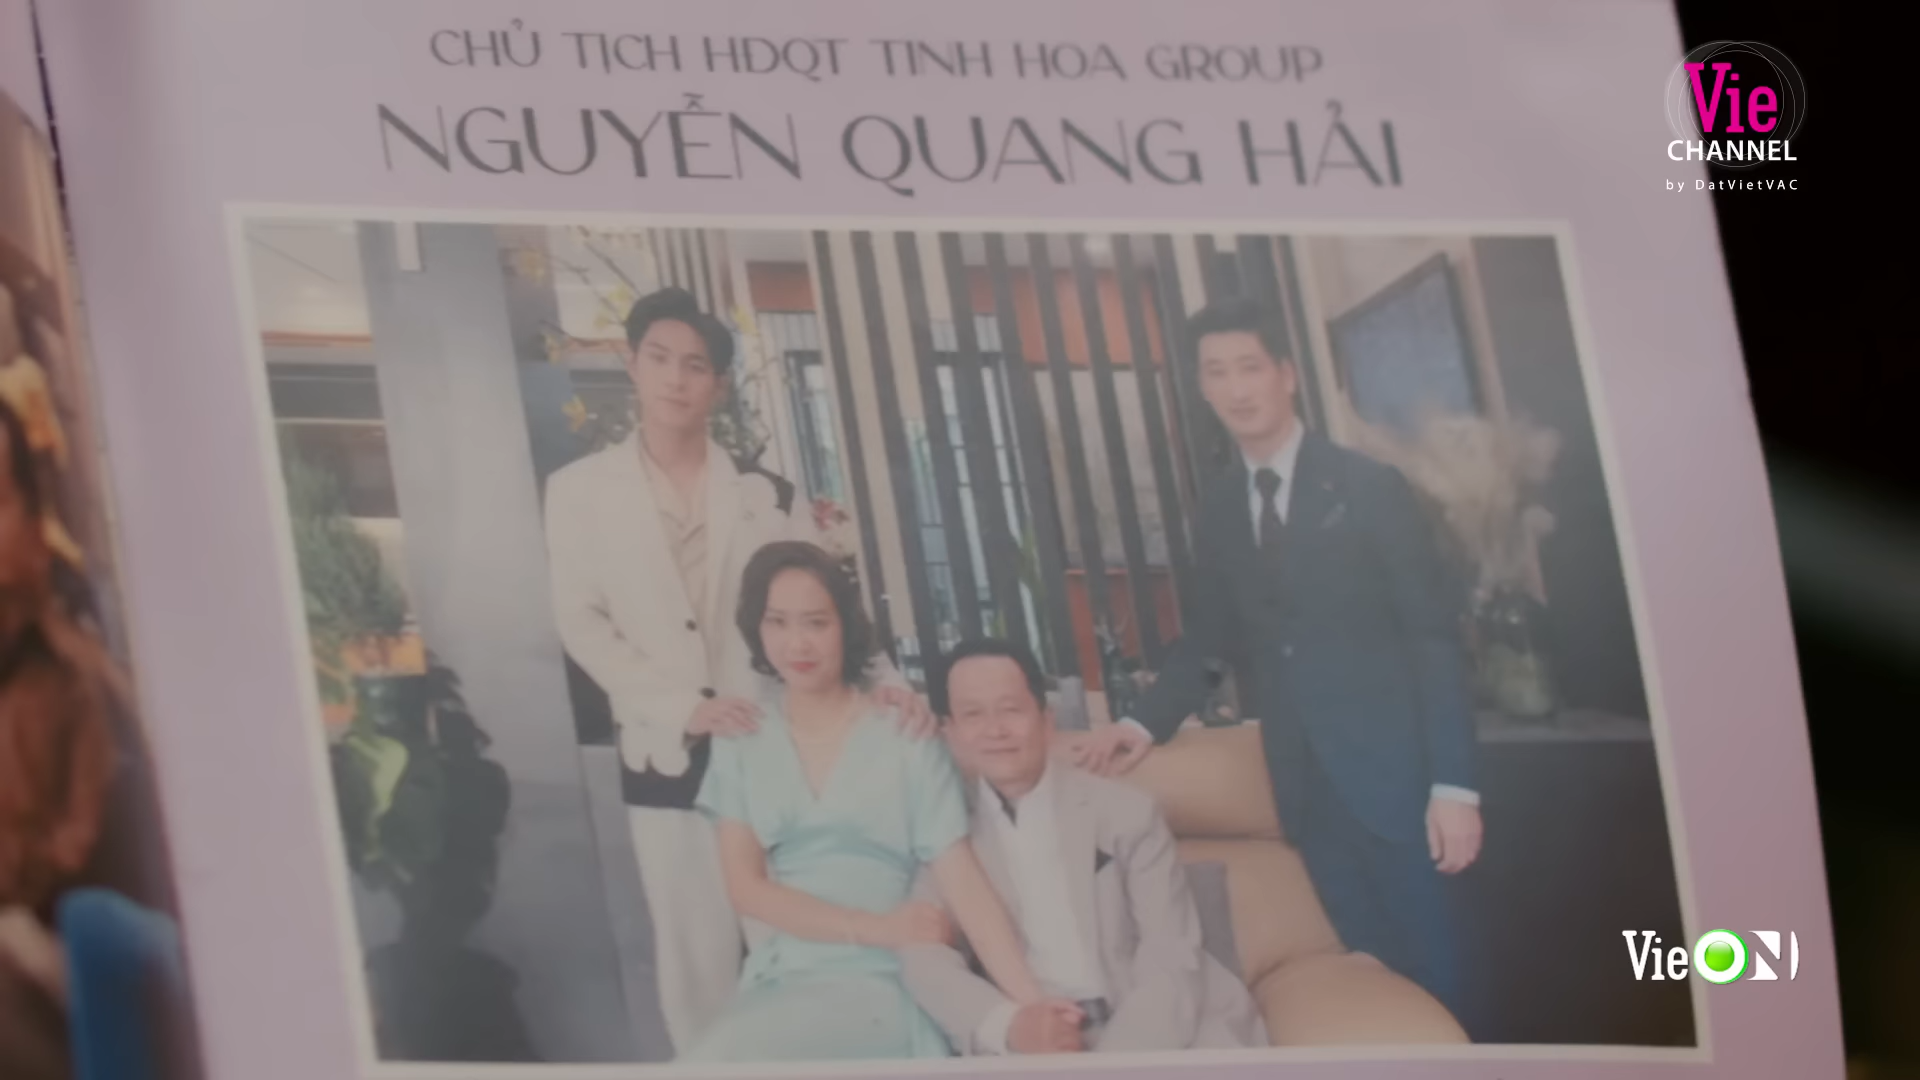 CHỦ TỊCH HĐQT TINH HOA GROUP
NGUYỄN QUANG HẢI
Vie
CHANNEL
by DatVietVAC
VieON